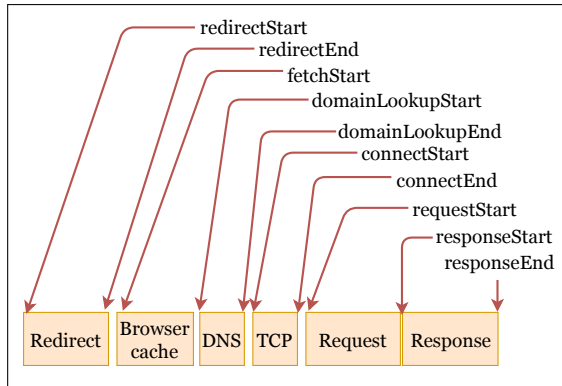 redirectStart
redirectEnd
fetchStart
domainLookupStart
domainLookupEnd
connectStart
connectEnd
requestStart
responseStart
responseEnd
Redirect
Browser
cache
DNS
TCP
Request
Response